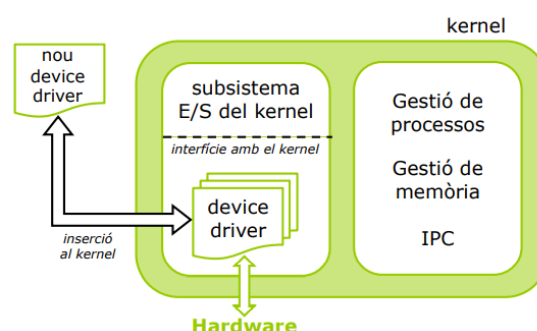 kernel
nou
device
driver
subsistema
E/S del kernel
interfície amb el kernel
device
driver
inserció
al kernel
Hardware
Gestió de
processos
Gestió de
memòria
IPC